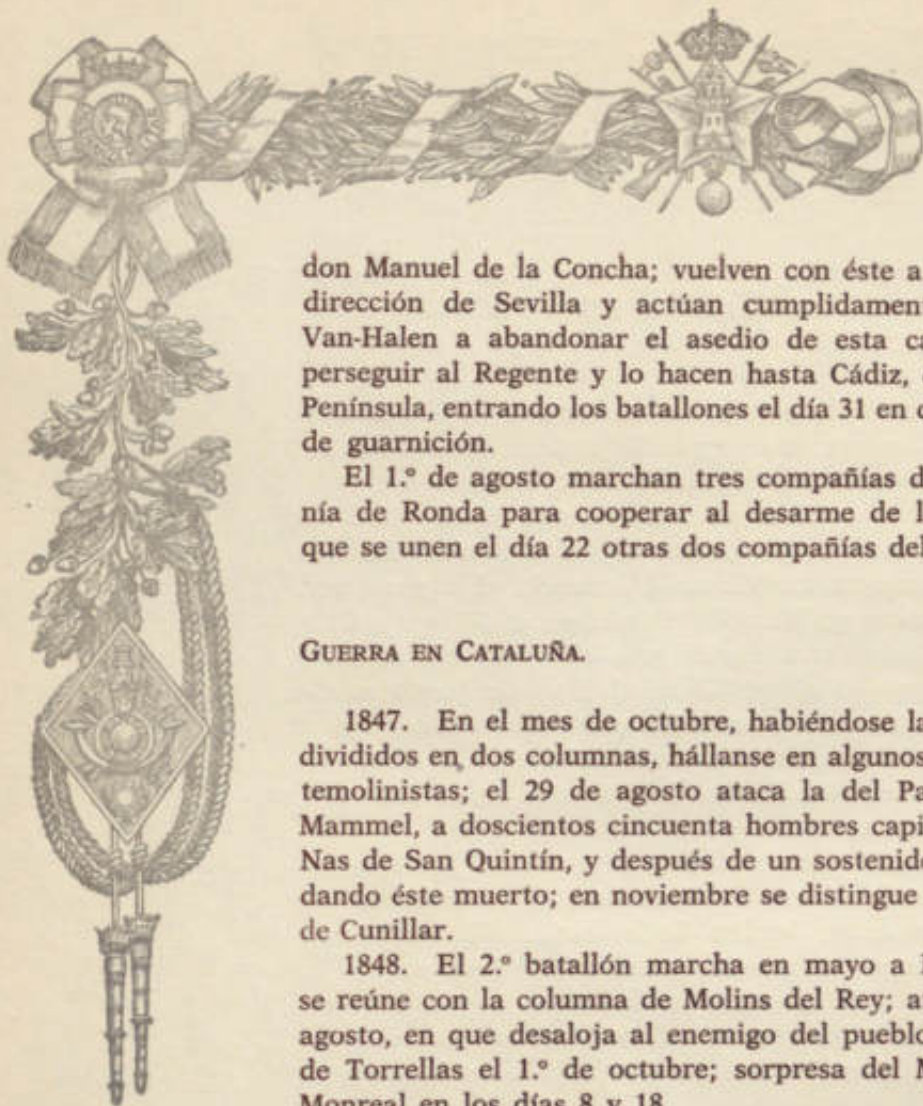 don Manuel de la Concha; vuelven con éste a
dirección de Sevilla y actúan cumplidamen
Van-Halen a abandonar el asedio de esta ca
perseguir al Regente y lo hacen hasta Cádiz,
Península, entrando los batallones el día 31 en
de guarnición.
El 1.º de agosto marchan tres compañías d
nía de Ronda para cooperar al desarme de l
que se unen el día 22 otras dos compañías del
GUERRA EN CATALUÑA.
1847. En el mes de octubre, habiéndose la
divididos en dos columnas, hállanse en algunos
temolinistas; el 29 de agosto ataca la del Pa
Mammel, a doscientos cincuenta hombres capi
Nas de San Quintín, y después de un sostenid
dando éste muerto; en noviembre se distingue
de Cunillar.
1848. El 2.º batallón marcha en mayo a
se reúne con la columna de Molins del Rey; a
agosto, en que desaloja al enemigo del pueblo
de Torrellas el 1.º de octubre; sorpresa del
Monreal en los días 8 y 18